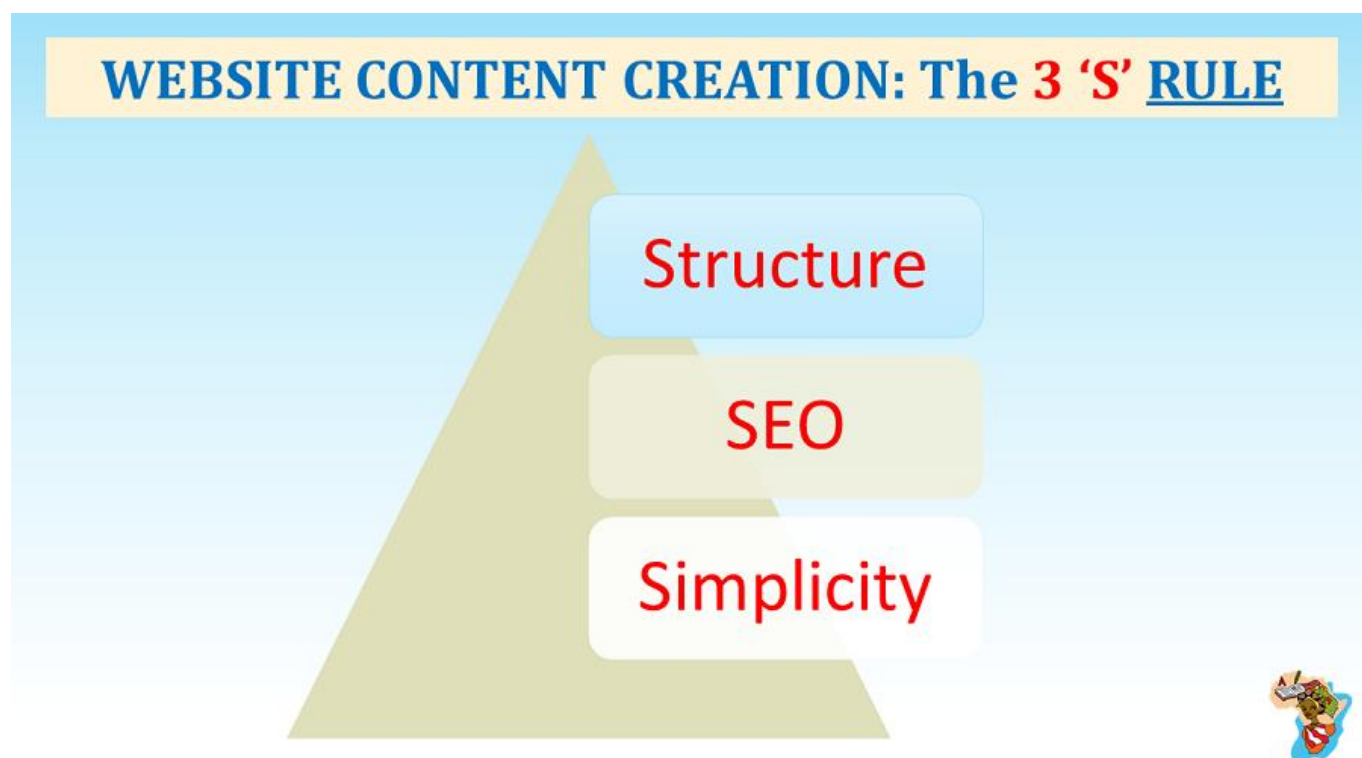 WEBSITE CONTENT CREATION: The 3 ‘S’ RULE
Structure
SEO
Simplicity